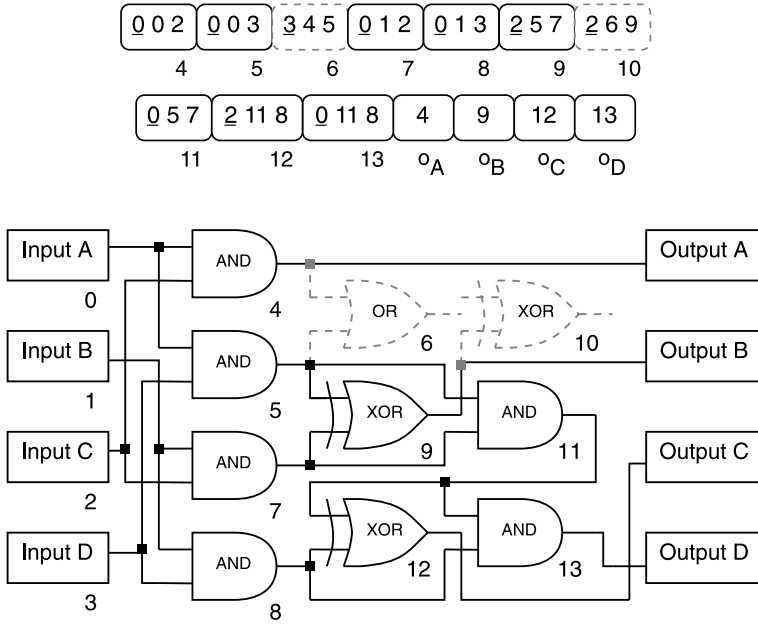 0 0 2 0 0 3 3 4 5 0 1 2 0 1 3 2 5 7 2 6 9
4 5 6 7 8 9 10
0 5 7 2 11 8 0 11 8 4 9 12 13
11 12 13 oA oB oC oD
Input A AND Output A
0 4
OR XOR
6 10
Input B AND Output B
1 5
XOR AND
9 11
Input C AND Output C
2 7
XOR AND
12 13
Input D AND Output D
3 8